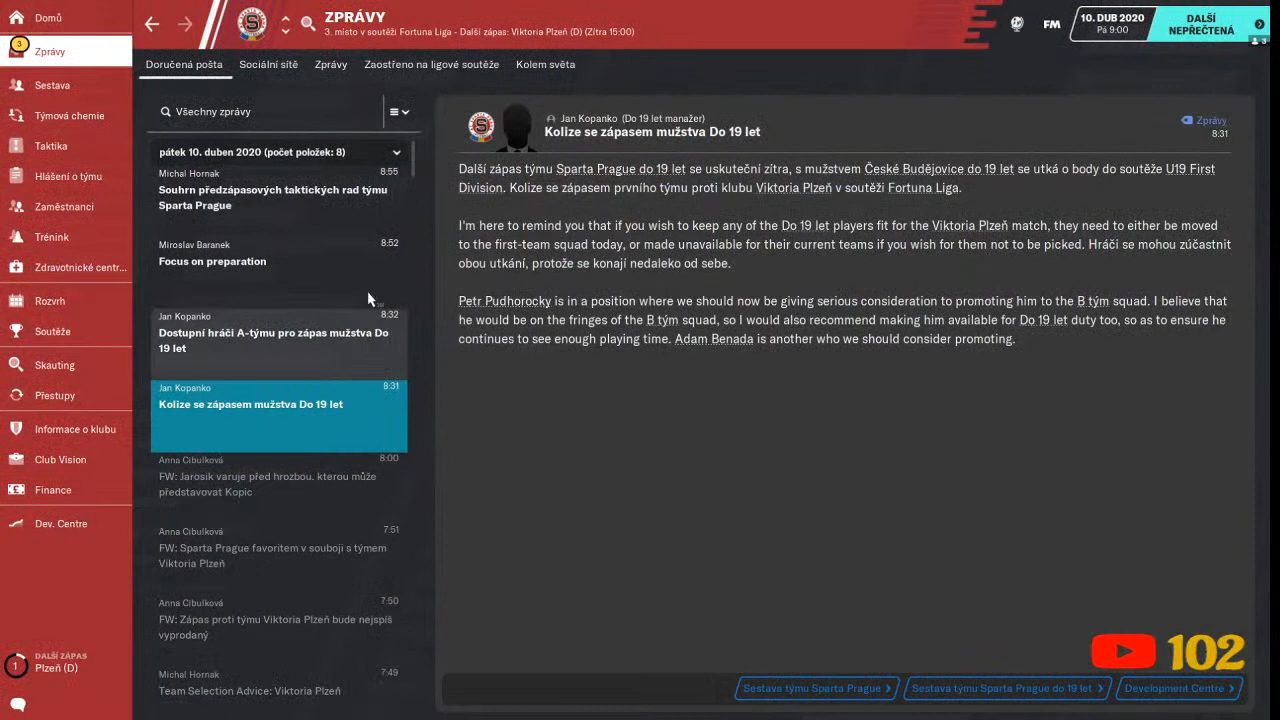 Domů
3
Zprávy
Sestava
Týmová chemie
Taktika
Hlášení o týmu
Zaměstnanci
Trénink
Zdravotnické centr...
Rozvrh
Soutěže
Skauting
Přestupy
Informace o klubu
Club Vision
Finance
Dev. Centre
1
DALŠÍ ZÁPAS
Plzeň (D)
ZPRÁVY
3. místo v soutěži Fortuna Liga - Další zápas: Viktoria Plzeň (D) (Zítra 15:00)
FM
10. DUB 2020
Pá 9:00
DALŠÍ
NEPŘEČTENÁ
3
Doručená pošta
Sociální sítě
Zprávy
Zaostřeno na ligové soutěže
Kolem světa
Všechny zprávy
pátek 10. duben 2020 (počet položek: 8)
Michal Hornak
8:55
Souhrn předzápasových taktických rad týmu
Sparta Prague
Miroslav Baranek
8:52
Focus on preparation
Jan Kopanko
8:32
Dostupní hráči A-týmu pro zápas mužstva Do
19 let
Jan Kopanko
8:31
Kolize se zápasem mužstva Do 19 let
Anna Cibulková
8:00
FW: Jarosik varuje před hrozbou, kterou může
představovat Kopic
Anna Cibulková
7:51
FW: Sparta Prague favoritem v souboji s týmem
Viktoria Plzeň
Anna Cibulková
7:50
FW: Zápas proti týmu Viktoria Plzeň bude nejspíš
vyprodaný
Michal Hornak
7:49
Team Selection Advice: Viktoria Plzeň
Jan Kopanko (Do 19 let manažer)
Kolize se zápasem mužstva Do 19 let
Zprávy
8:31
Další zápas týmu Sparta Prague do 19 let se uskuteční zítra, s mužstvem České Budějovice do 19 let se utká o body do soutěže U19 First
Division. Kolize se zápasem prvního týmu proti klubu Viktoria Plzeň v soutěži Fortuna Liga.
I'm here to remind you that if you wish to keep any of the Do 19 let players fit for the Viktoria Plzeň match, they need to either be moved
to the first-team squad today, or made unavailable for their current teams if you wish for them not to be picked. Hráči se mohou zúčastnit
obou utkání, protože se konají nedaleko od sebe.
Petr Pudhorocky is in a position where we should now be giving serious consideration to promoting him to the B tým squad. I believe that
he would be on the fringes of the B tým squad, so I would also recommend making him available for Do 19 let duty too, so as to ensure he
continues to see enough playing time. Adam Benada is another who we should consider promoting.
102
Sestava týmu Sparta Prague
Sestava týmu Sparta Prague do 19 let
Development Centre